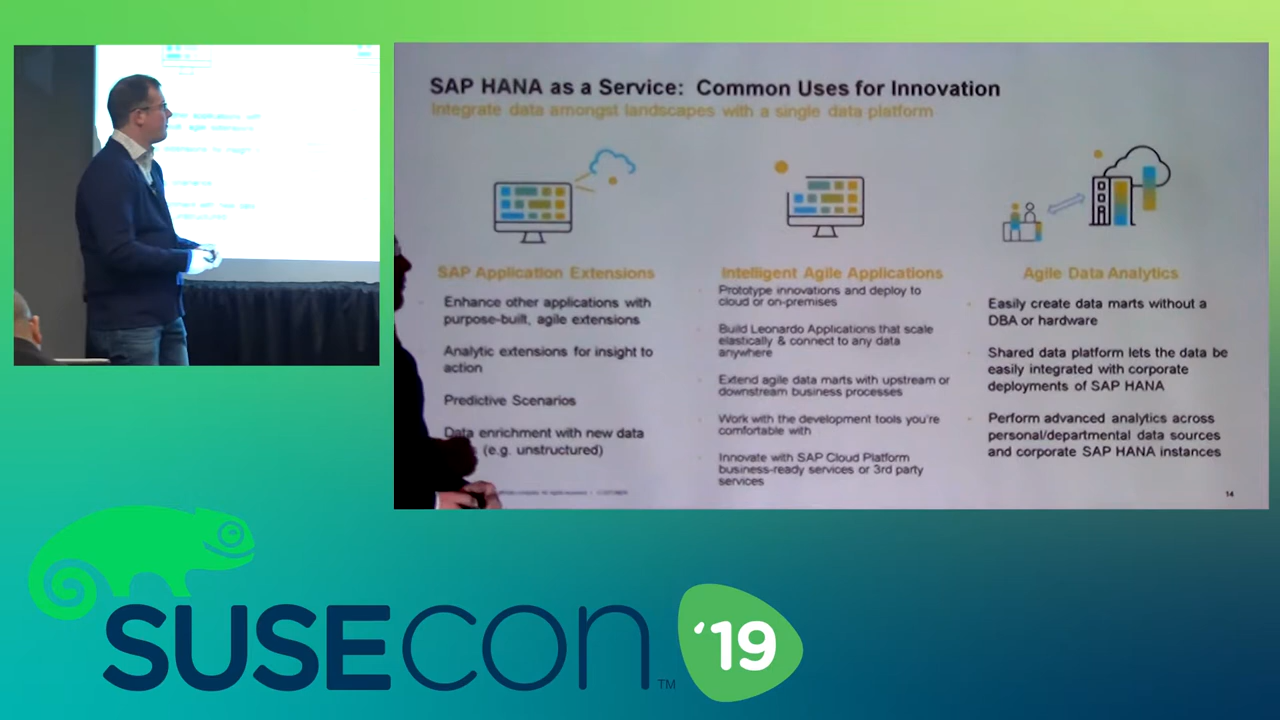 SAP HANA as a Service: Common Uses for Innovation
Integrate data amongst landscapes with a single data platform
SAP Application Extensions
Enhance other applications with
purpose-built, agile extensions
Analytic extensions for insight to
action
Predictive Scenarios
Data enrichment with new data
(e.g. unstructured)
Intelligent Agile Applications
Prototype innovations and deploy to
cloud or on-premises
Build Leonardo Applications that scale
elastically & connect to any data
anywhere
Extend agile data marts with upstream or
downstream business processes
Work with the development tools you're
comfortable with
Innovate with SAP Cloud Platform
business-ready services or 3rd party
services
Agile Data Analytics
Easily create data marts without a
DBA or hardware
Shared data platform lets the data be
easily integrated with corporate
deployments of SAP HANA
Perform advanced analytics across
personal/departmental data sources
and corporate SAP HANA instances
14
SUSECON ™ '19